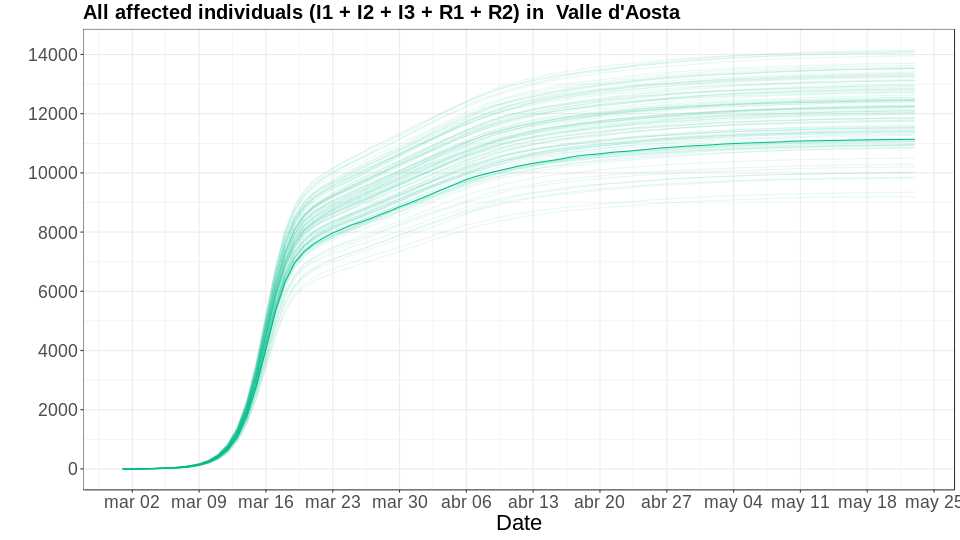 All affected individuals (I1 + I2 + I3 + R1 + R2) in  Valle d'Aosta
14000
12000
10000
8000
6000
4000
2000
0
mar 02 mar 09 mar 16 mar 23 mar 30 abr 06 abr 13 abr 20 abr 27 may 04 may 11 may 18 may 25
Date